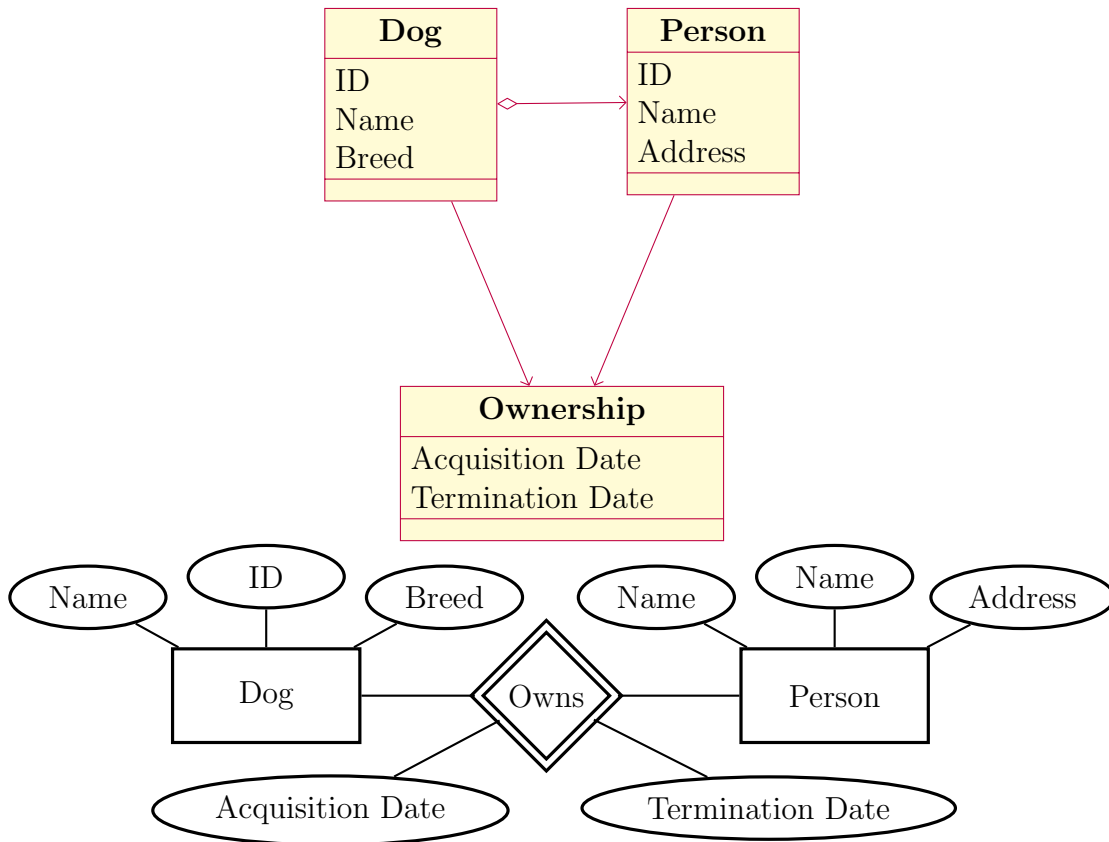 Dog
ID
Name
Breed
Person
ID
Name
Address
Ownership
Acquisition Date
Termination Date
Name
ID
Breed
Name
Name
Address
Dog
Owns
Person
Acquisition Date
Termination Date